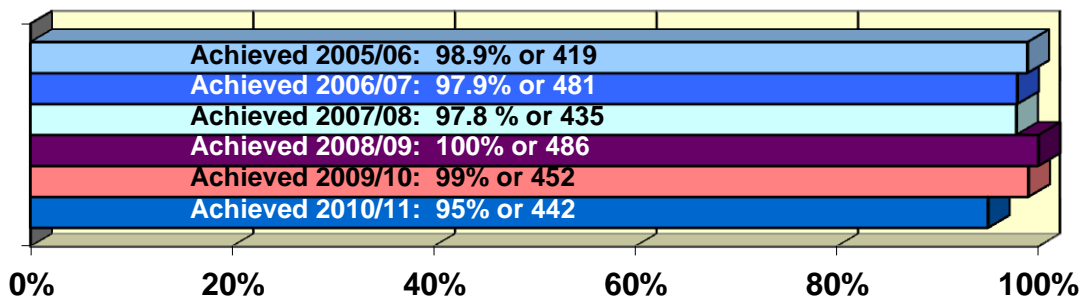 Achieved 2005/06: 98.9% or 419
Achieved 2006/07: 97.9% or 481
Achieved 2007/08: 97.8 % or 435
Achieved 2008/09: 100% or 486
Achieved 2009/10: 99% or 452
Achieved 2010/11: 95% or 442
0% 20% 40% 60% 80% 100%